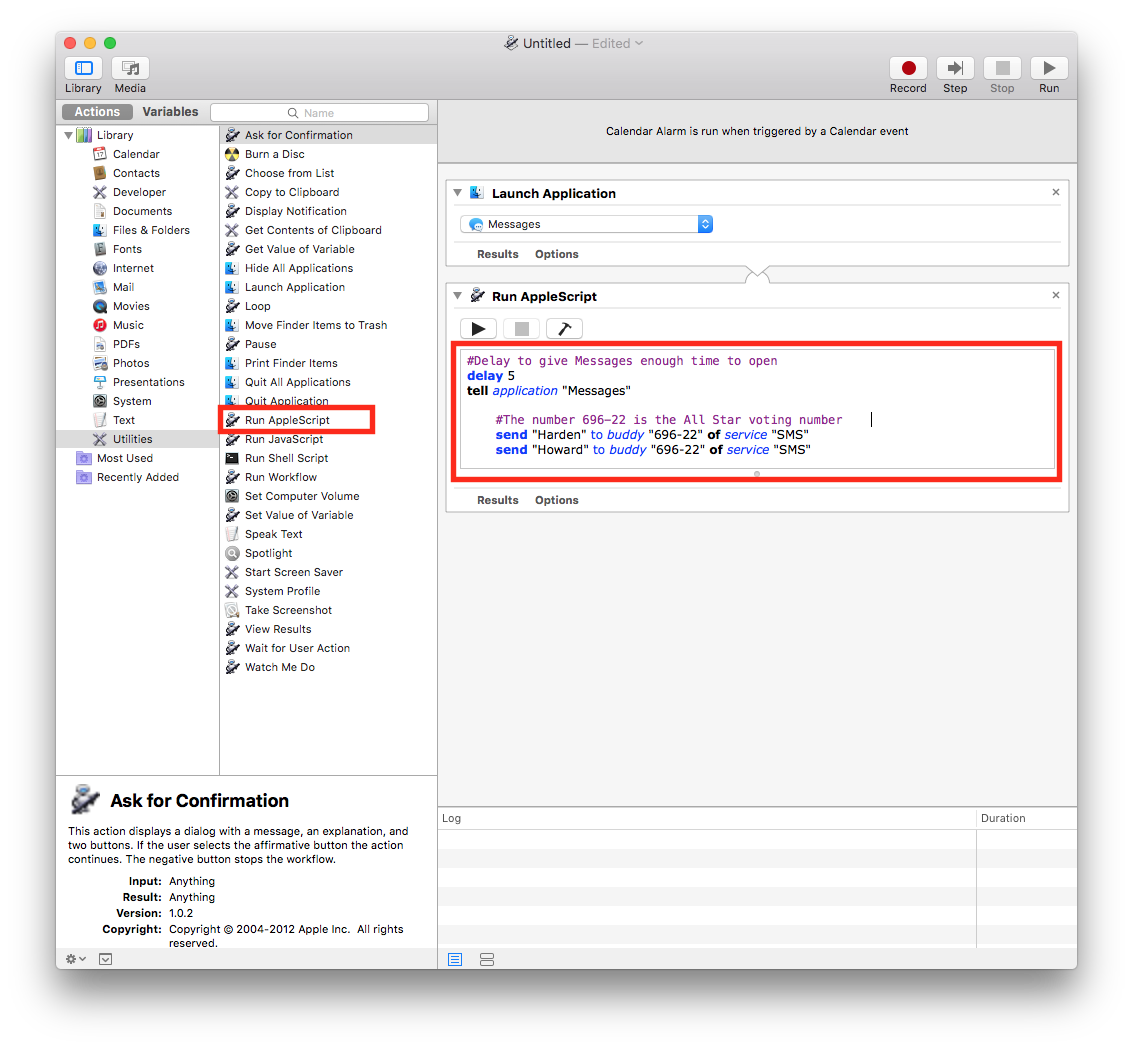 Untitled — Edited
Library
Media
Record
Step
Stop
Run
Actions
Variables
Name
Library
Calendar
Contacts
Developer
Documents
Files & Folders
Fonts
Internet
Mail
Movies
Music
PDFs
Photos
Presentations
System
Text
Utilities
Most Used
Recently Added
Ask for Confirmation
Burn a Disc
Choose from List
Copy to Clipboard
Display Notification
Get Contents of Clipboard
Get Value of Variable
Hide All Applications
Launch Application
Loop
Move Finder Items to Trash
Pause
Print Finder Items
Quit All Applications
Quit Application
Run AppleScript
Run JavaScript
Run Shell Script
Run Workflow
Set Computer Volume
Set Value of Variable
Speak Text
Spotlight
Start Screen Saver
System Profile
Take Screenshot
View Results
Wait for User Action
Watch Me Do
Calendar Alarm is run when triggered by a Calendar event
Launch Application
Messages
Results Options
Run AppleScript
#Delay to give Messages enough time to open
delay 5
tell application "Messages"
#The number 696-22 is the All Star voting number
send "Harden" to buddy "696-22" of service "SMS"
send "Howard" to buddy "696-22" of service "SMS"
Results Options
Ask for Confirmation
This action displays a dialog with a message, an explanation, and
two buttons. If the user selects the affirmative button the action
continues. The negative button stops the workflow.
Input: Anything
Result: Anything
Version: 1.0.2
Copyright: Copyright © 2004-2012 Apple Inc. All rights
reserved.
Log
Duration